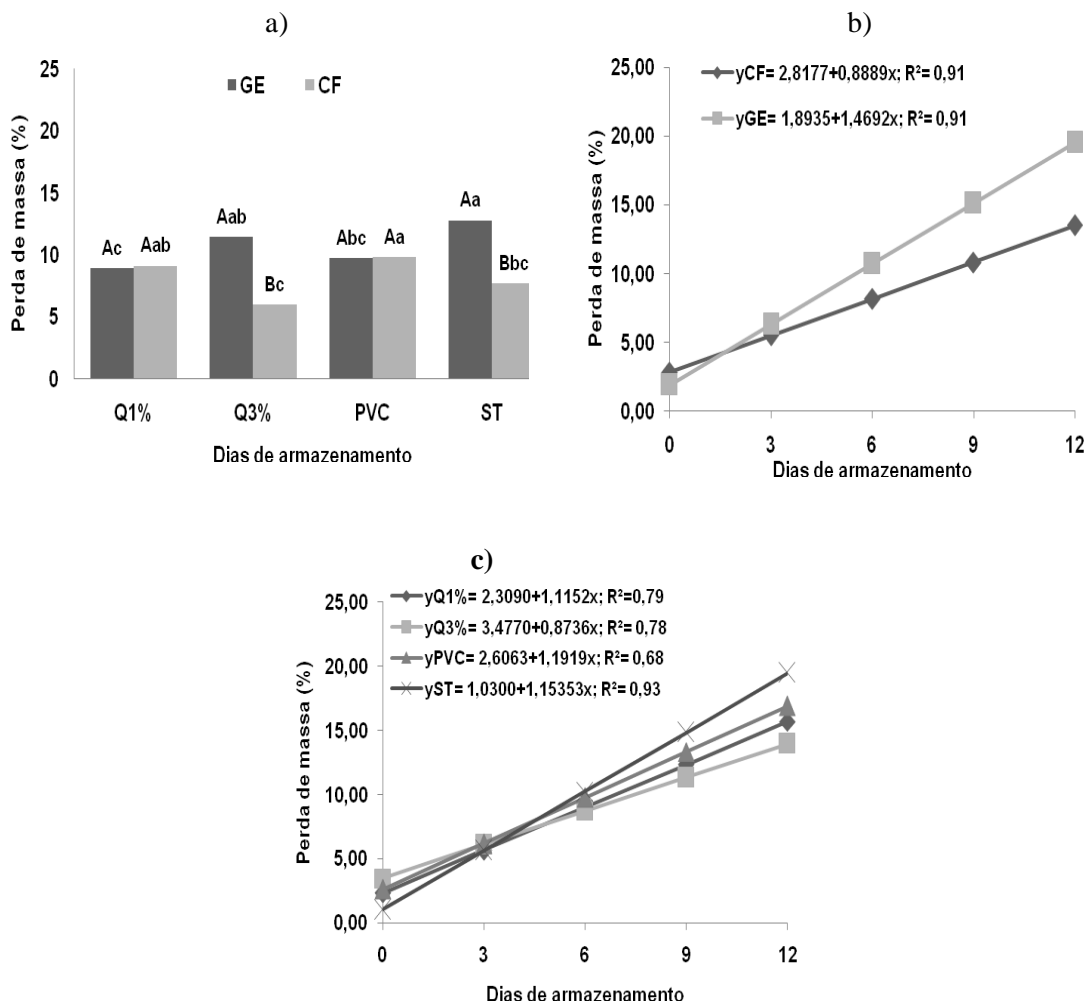 a)
25
20
15
10
5
0
Perda de massa (%)
GE CF
Ac Aab Aab Bc Abc Aa Aa Bbc
Q1% Q3% PVC ST
Dias de armazenamento
b)
yCF= 2,8177+0,8889x; R²= 0,91
yGE= 1,8935+1,4692x; R²= 0,91
25,00
20,00
15,00
10,00
5,00
0,00
Perda de massa (%)
0 3 6 9 12
Dias de armazenamento
c)
yQ1%= 2,3090+1,1152x; R²=0,79
yQ3%= 3,4770+0,8736x; R²= 0,78
yPVC= 2,6063+1,1919x; R²= 0,68
yST= 1,0300+1,15353x; R²= 0,93
25,00
20,00
15,00
10,00
5,00
0,00
Perda de massa (%)
0 3 6 9 12
Dias de armazenamento